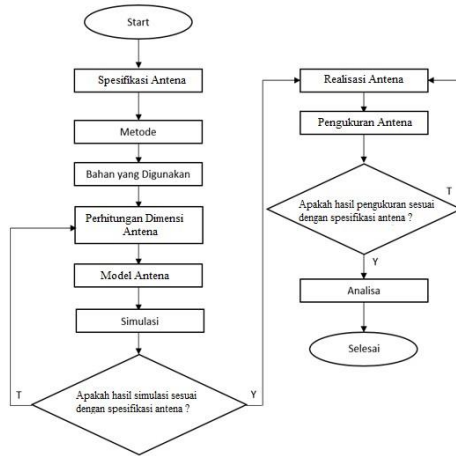 Start
Spesifikasi Antena
Metode
Bahan yang Digunakan
Perhitungan Dimensi
Antena
Model Antena
Simulasi
Apakah hasil simulasi sesuai
dengan spesifikasi antena ?
T
Y
Realisasi Antena
Pengukuran Antena
Apakah hasil pengukuran sesuai
dengan spesifikasi antena ?
T
Y
Analisa
Selesai